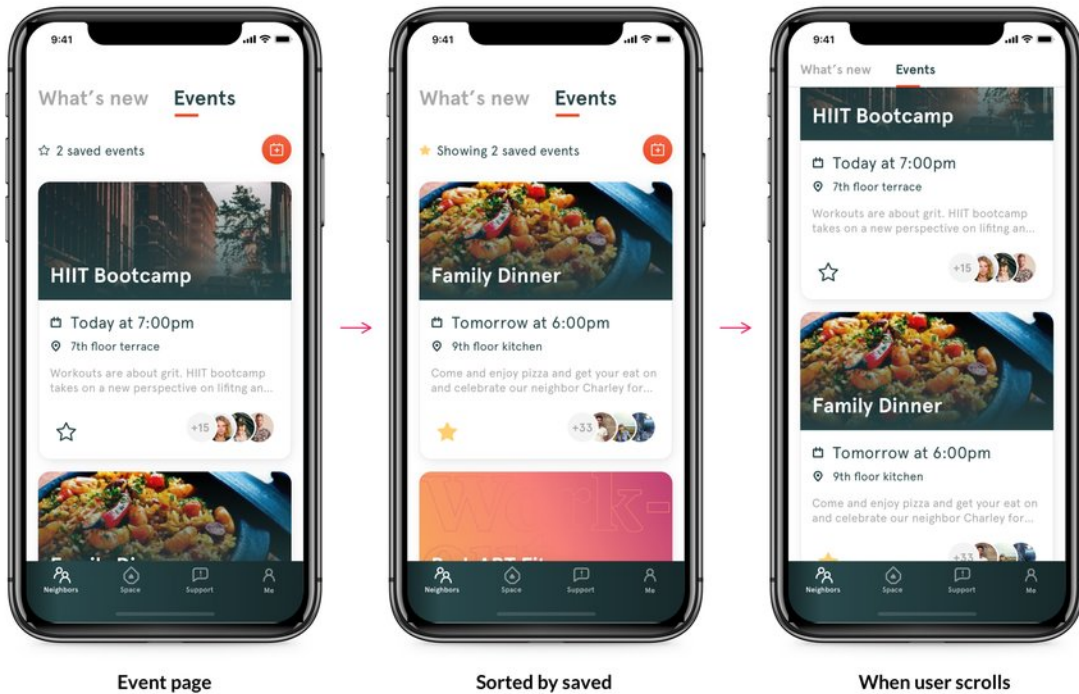 9:41
What's new Events
2 saved events
HIIT Bootcamp
Today at 7:00pm
7th floor terrace
Workouts are about grit. HIIT bootcamp
takes on a new perspective on lifitng an...
+15
Neighbors Space Support Me
Event page
9:41
What's new Events
Showing 2 saved events
Family Dinner
Tomorrow at 6:00pm
9th floor kitchen
Come and enjoy pizza and get your eat on
and celebrate our neighbor Charley for...
+33
Work-
Neighbors Space Support Me
Sorted by saved
9:41
What's new Events
HIIT Bootcamp
Today at 7:00pm
7th floor terrace
Workouts are about grit. HIIT bootcamp
takes on a new perspective on lifitng an...
+15
Family Dinner
Tomorrow at 6:00pm
9th floor kitchen
Come and enjoy pizza and get your eat on
and celebrate our neighbor Charley for...
+33
Neighbors Space Support Me
When user scrolls